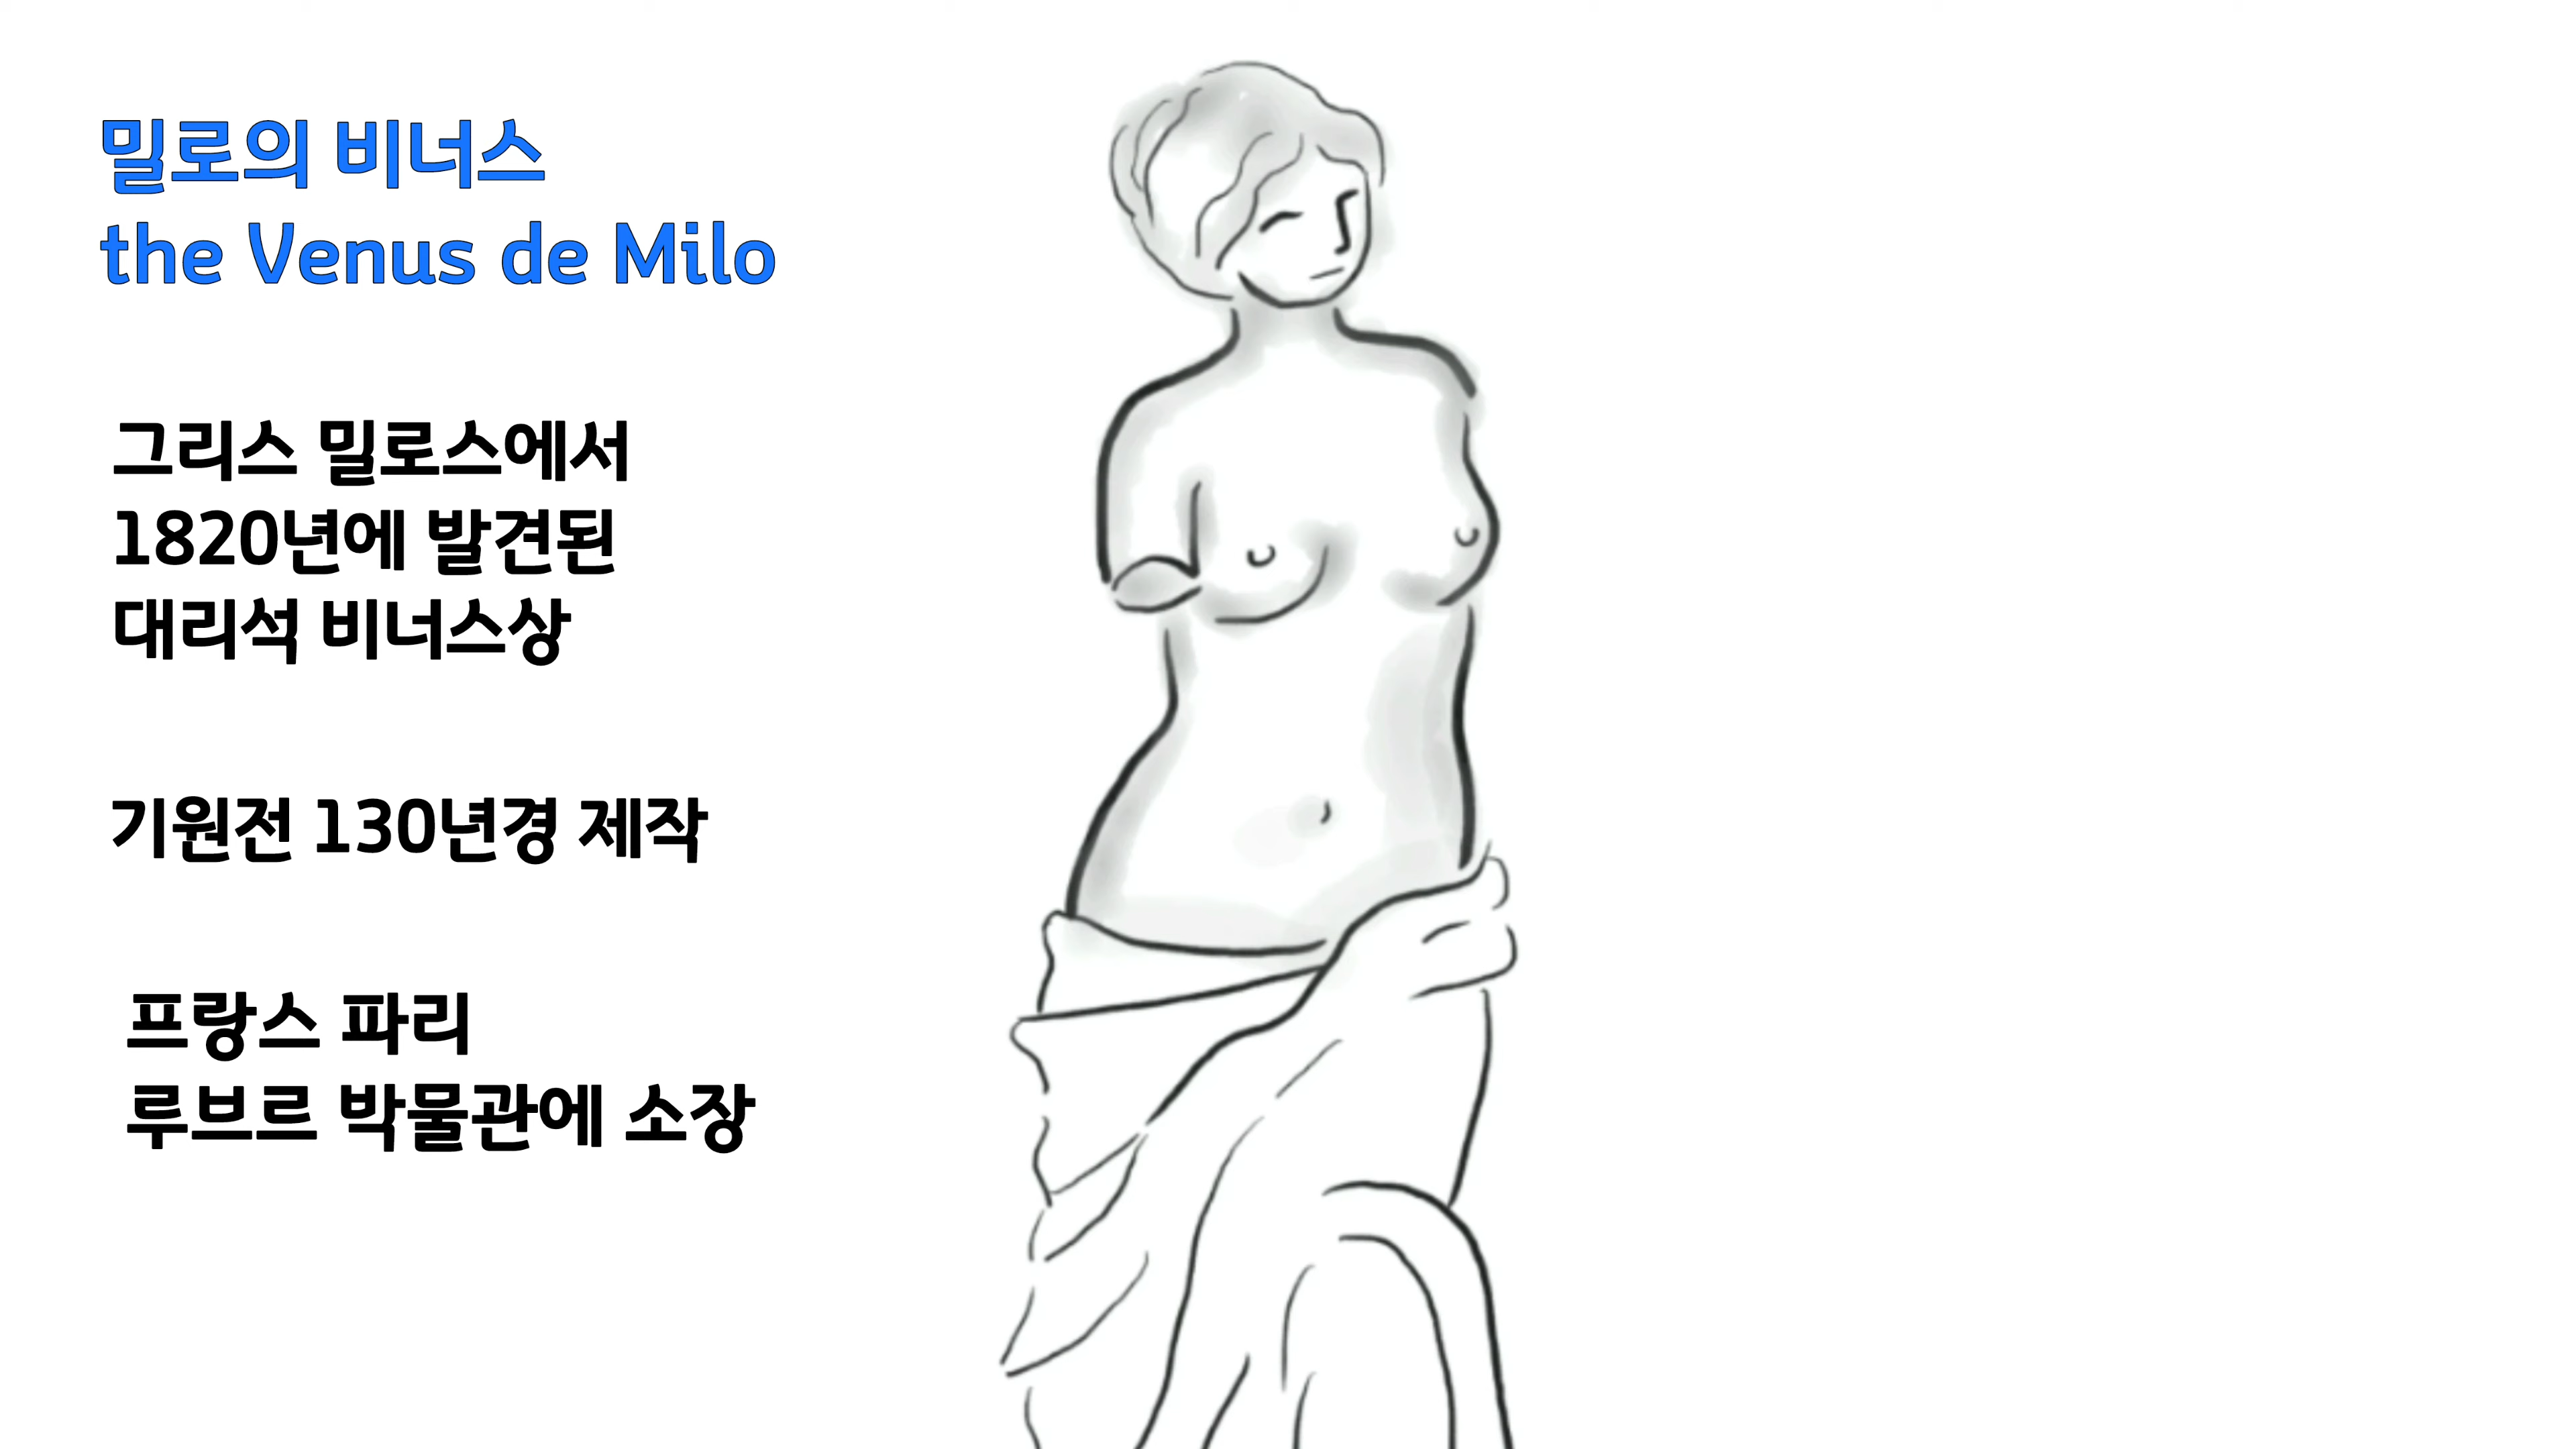 밀로의 비너스
the Venus de Milo
그리스 밀로스에서
1820년에 발견된
대리석 비너스상
기원전 130년경 제작
프랑스 파리
루브르 박물관에 소장